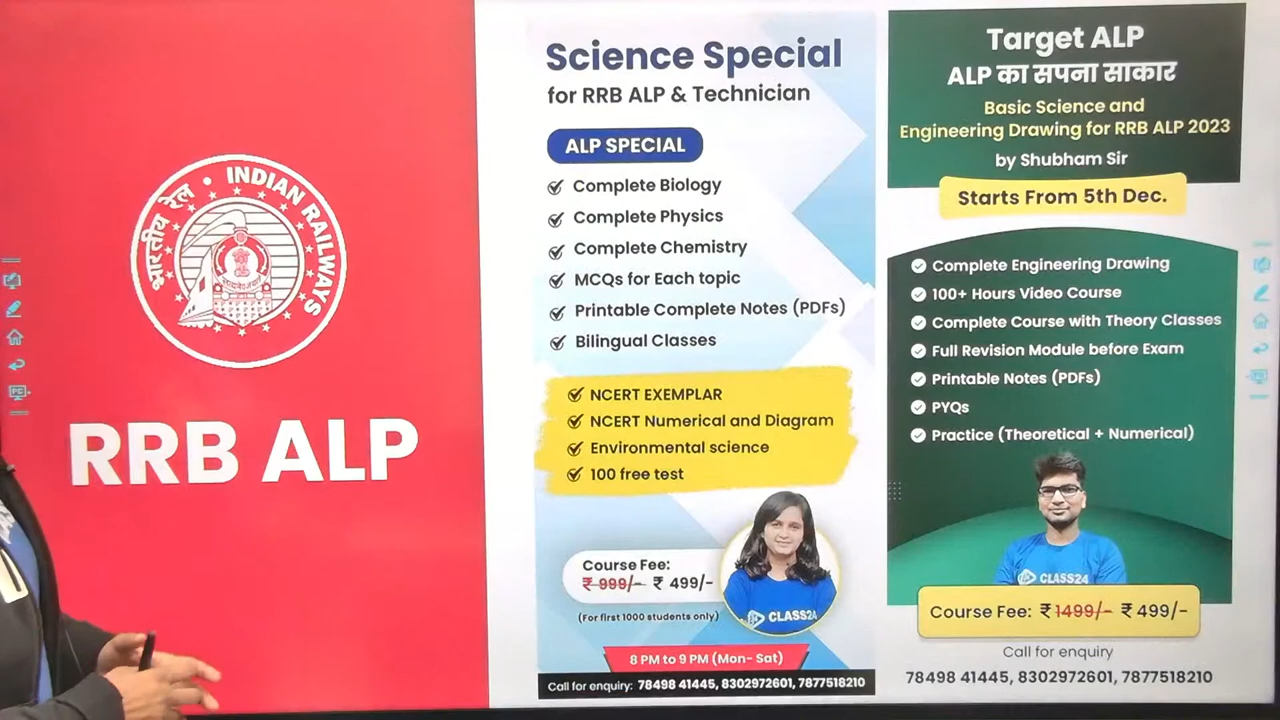 भारतीय रेल • INDIAN RAILWAYS
RRB ALP
Science Special
for RRB ALP & Technician
ALP SPECIAL
Complete Biology
Complete Physics
Complete Chemistry
MCQs for Each topic
Printable Complete Notes (PDFs)
Bilingual Classes
NCERT EXEMPLAR
NCERT Numerical and Diagram
Environmental science
100 free test
Course Fee:
₹ 999/- ₹ 499/-
(For first 1000 students only)
CLASS24
8 PM to 9 PM (Mon- Sat)
Call for enquiry: 78498 41445, 8302972601, 7877518210
Target ALP
ALP का सपना साकार
Basic Science and
Engineering Drawing for RRB ALP 2023
by Shubham Sir
Starts From 5th Dec.
Complete Engineering Drawing
100+ Hours Video Course
Complete Course with Theory Classes
Full Revision Module before Exam
Printable Notes (PDFs)
PYQs
Practice (Theoretical + Numerical)
CLASS24
Course Fee: ₹ 1499/- ₹ 499/-
Call for enquiry
78498 41445, 8302972601, 7877518210